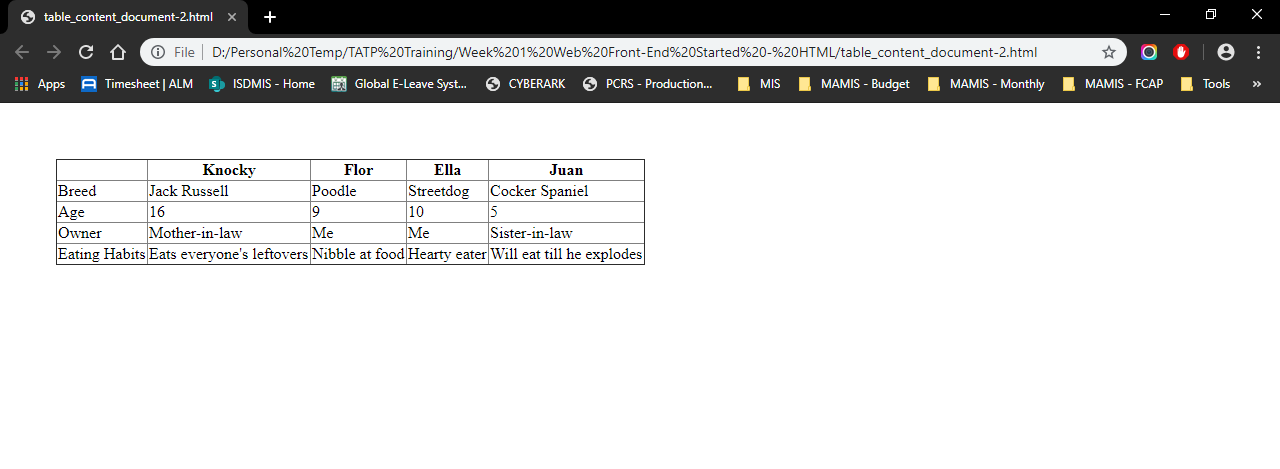 table_content_document-2.html
File D:/Personal%20Temp/TATP%20Training/Week%201%20Web%20Front-End%20Started%20-%20HTML/table_content_document-2.html
Apps Timesheet | ALM ISDMIS - Home Global E-Leave Syst... CYBERARK PCRS - Production... MIS MAMIS - Budget MAMIS - Monthly MAMIS - FCAP Tools »
Knocky Flor Ella Juan
Breed Jack Russell Poodle Streetdog Cocker Spaniel
Age 16 9 10 5
Owner Mother-in-law Me Me Sister-in-law
Eating Habits Eats everyone's leftovers Nibble at food Hearty eater Will eat till he explodes